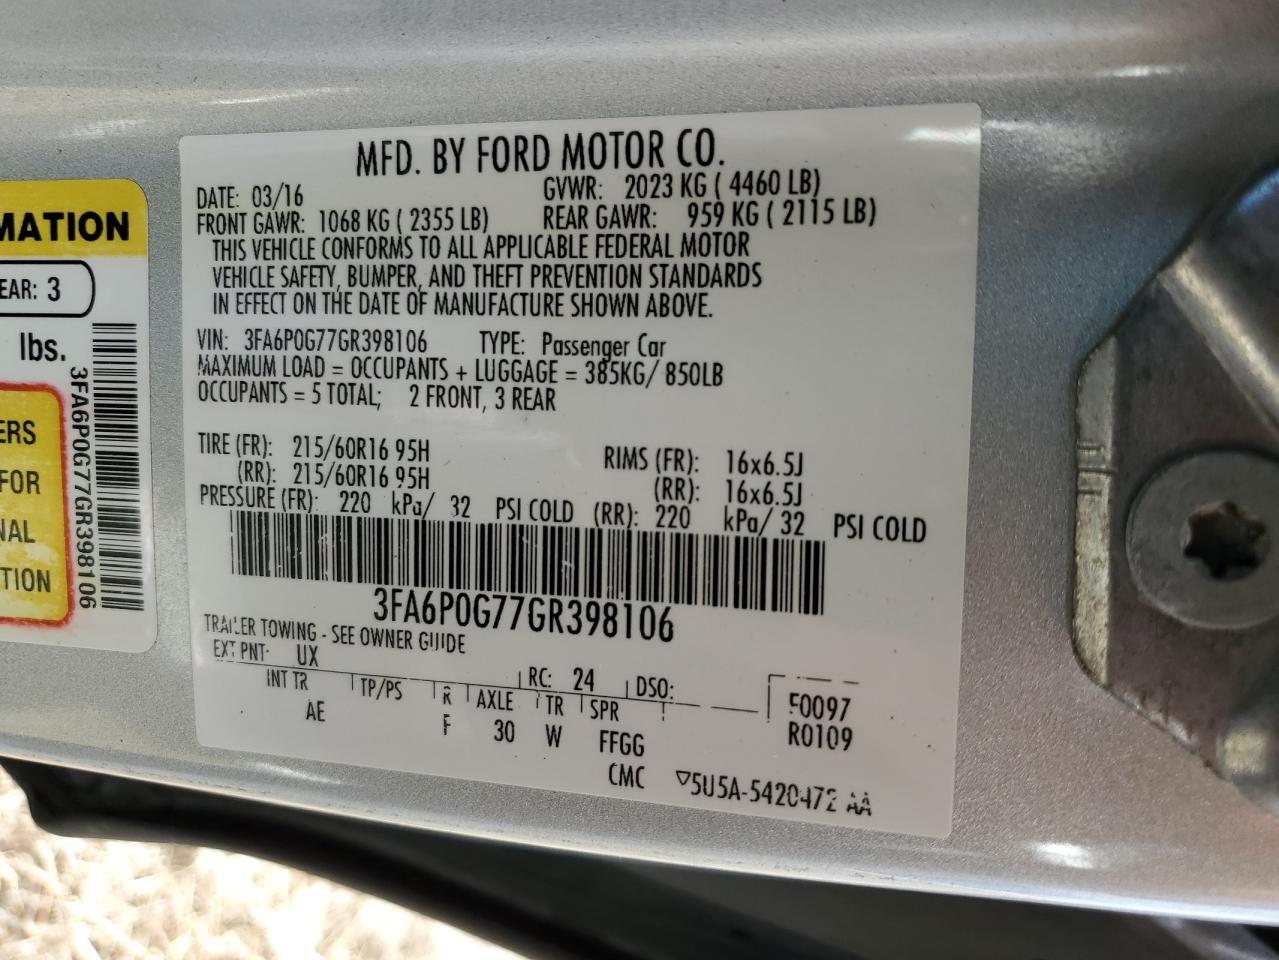 MATION
EAR: 3
lbs.
3FA6P0G77GR398106
ERS
FOR
NAL
TION
MFD. BY FORD MOTOR CO.
DATE: 03/16 GVWR: 2023 KG ( 4460 LB)
FRONT GAWR: 1068 KG ( 2355 LB) REAR GAWR: 959 KG ( 2115 LB)
THIS VEHICLE CONFORMS TO ALL APPLICABLE FEDERAL MOTOR
VEHICLE SAFETY, BUMPER, AND THEFT PREVENTION STANDARDS
IN EFFECT ON THE DATE OF MANUFACTURE SHOWN ABOVE.
VIN: 3FA6P0G77GR398106 TYPE: Passenger Car
MAXIMUM LOAD = OCCUPANTS + LUGGAGE = 385KG/ 850LB
OCCUPANTS = 5 TOTAL; 2 FRONT, 3 REAR
TIRE (FR): 215/60R16 95H RIMS (FR): 16x6.5J
(RR): 215/60R16 95H (RR): 16x6.5J
PRESSURE (FR): 220 kPa/ 32 PSI COLD (RR): 220 kPa/ 32 PSI COLD
3FA6P0G77GR398106
TRAILER TOWING - SEE OWNER GUIDE
EXT PNT: UX RC: 24 DSO: F0097
INT TR TP/PS R AXLE TR SPR R0109
AE F 30 W FFGG
CMC 5U5A-5420472 AA